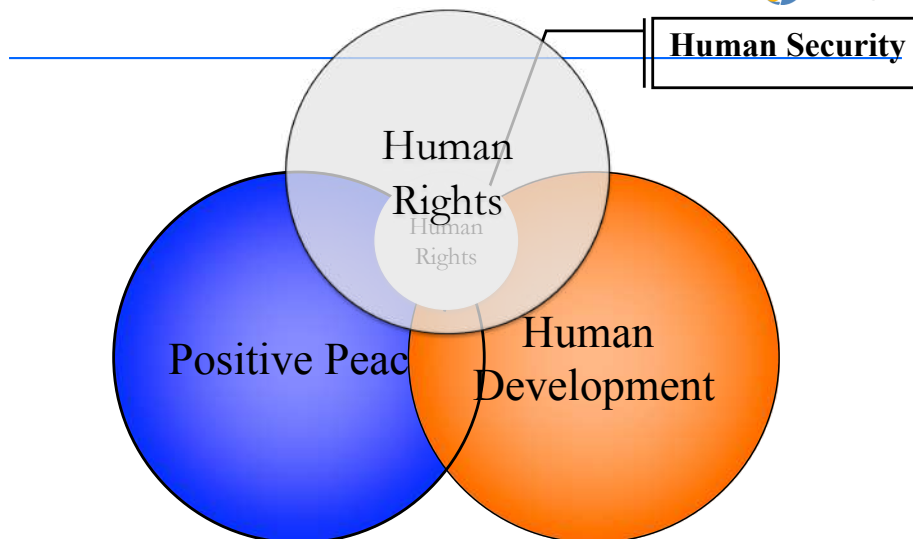 Human Security
Human
Rights
Human
Rights
Positive Peac
Human
Development